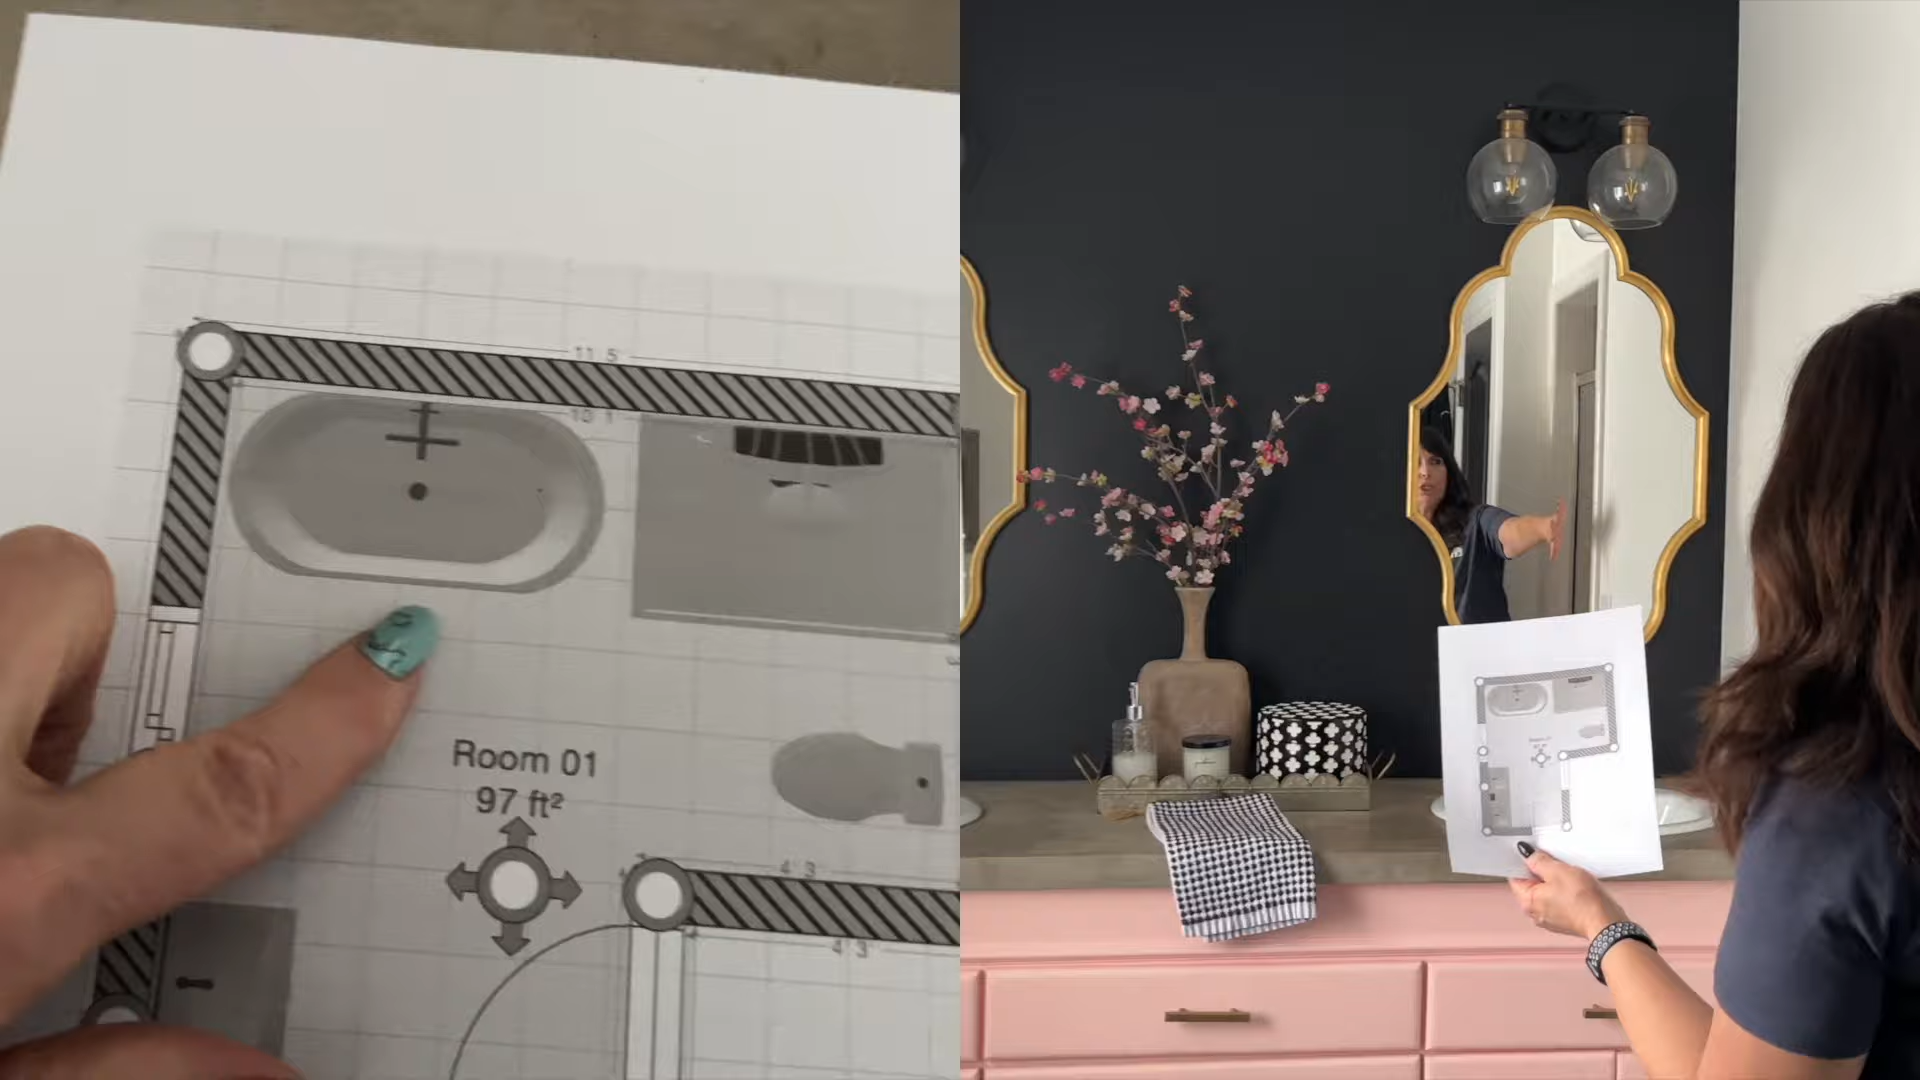 11' 5"
10' 1"
Room 01
97 ft²
4' 3"
4' 3"